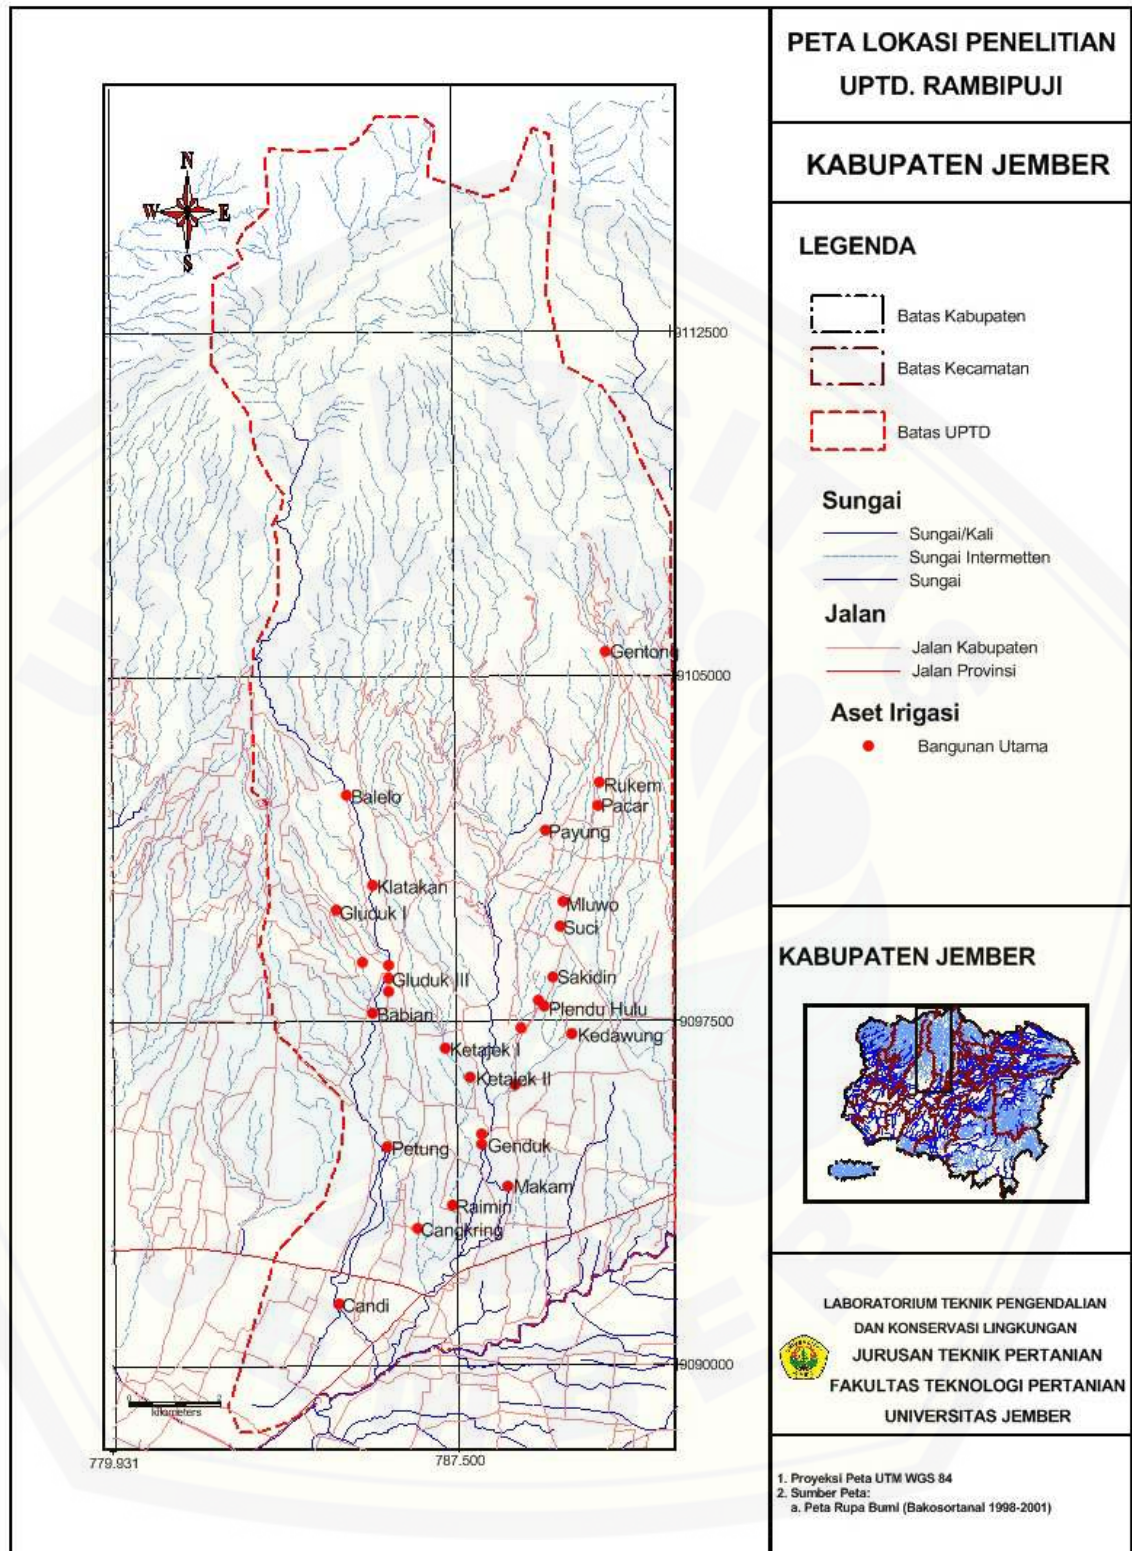 PETA LOKASI PENELITIAN
UPTD. RAMBIPUJI
KABUPATEN JEMBER
N
W E
S
9112500
Gentong
9105000
Rukem
Balelo
Pacar
Payung
Klatakan
Mluwo
Gluduk I
Suci
Sakidin
Gluduk III
Plendu Hulu
Babian
9097500
Kedawung
Ketajek I
Ketajek II
Petung
Genduk
Makam
Raimin
Cangkring
Candi
9090000
0 2
kilometers
779.931
787.500
LEGENDA
Batas Kabupaten
Batas Kecamatan
Batas UPTD
Sungai
Sungai/Kali
Sungai Intermetten
Sungai
Jalan
Jalan Kabupaten
Jalan Provinsi
Aset Irigasi
Bangunan Utama
KABUPATEN JEMBER
LABORATORIUM TEKNIK PENGENDALIAN
DAN KONSERVASI LINGKUNGAN
JURUSAN TEKNIK PERTANIAN
FAKULTAS TEKNOLOGI PERTANIAN
UNIVERSITAS JEMBER
1. Proyeksi Peta UTM WGS 84
2. Sumber Peta:
a. Peta Rupa Bumi (Bakosortanal 1998-2001)